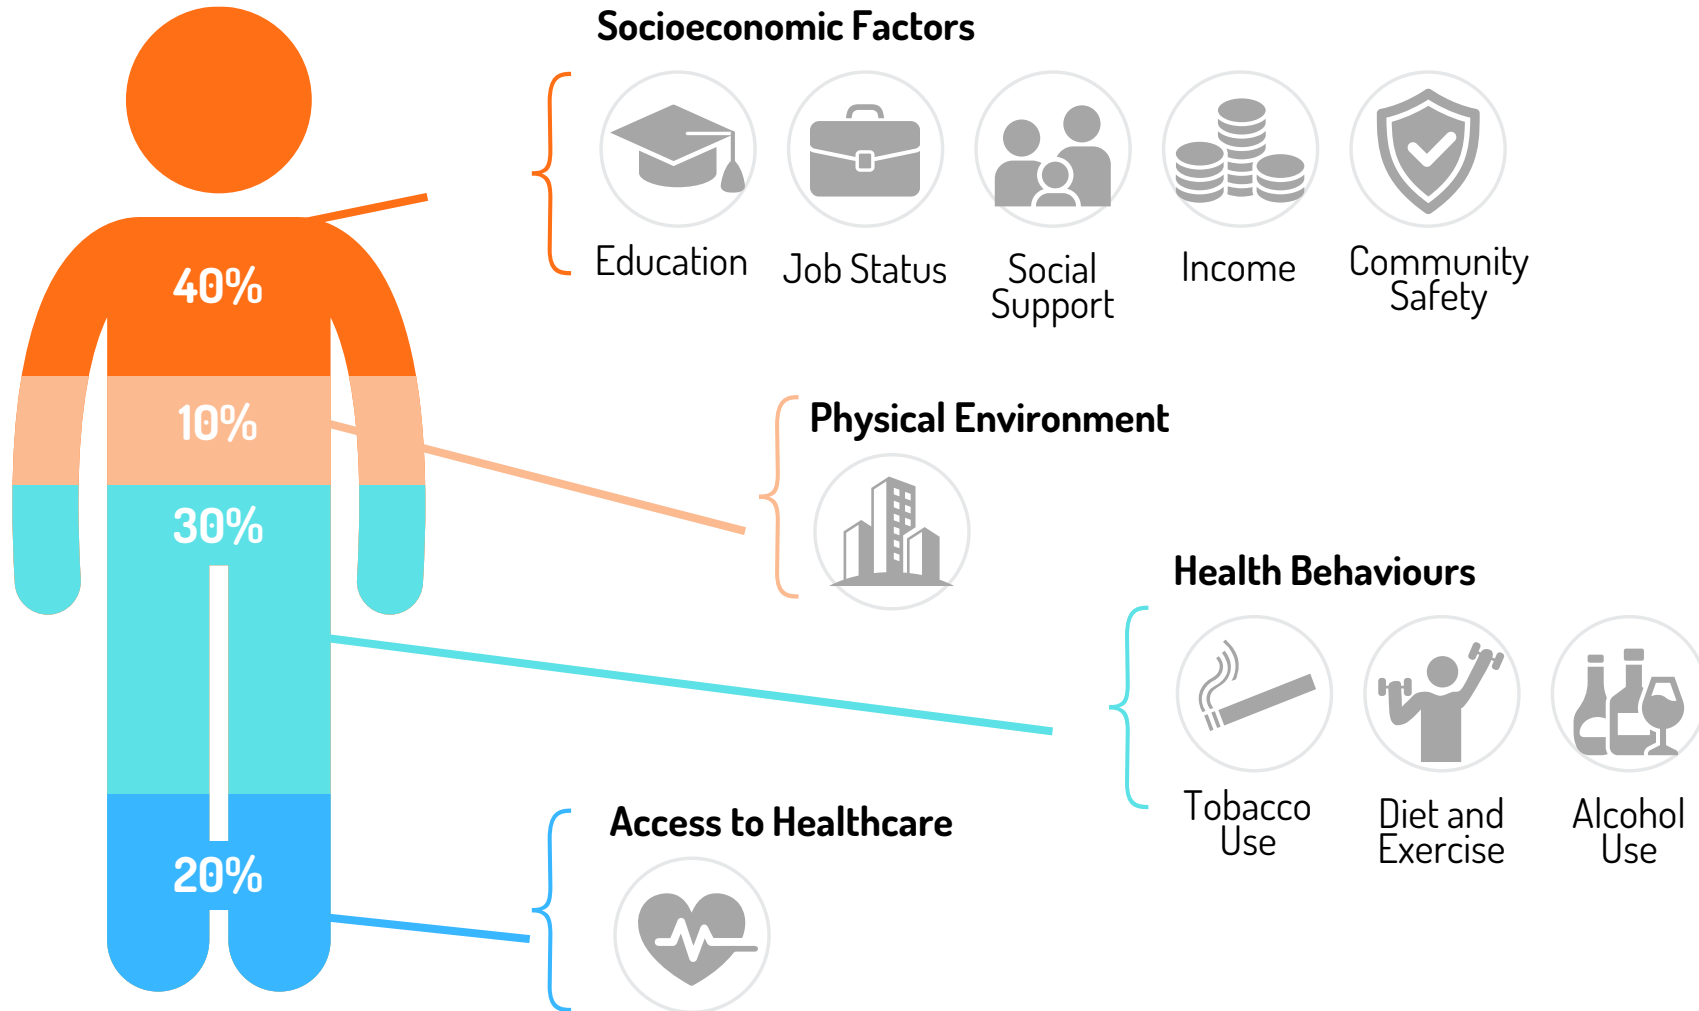 Socioeconomic Factors
Education
Job Status
Social
Support
Income
Community
Safety
40%
10%
Physical Environment
30%
Health Behaviours
Tobacco
Use
Diet and
Exercise
Alcohol
Use
Access to Healthcare
20%